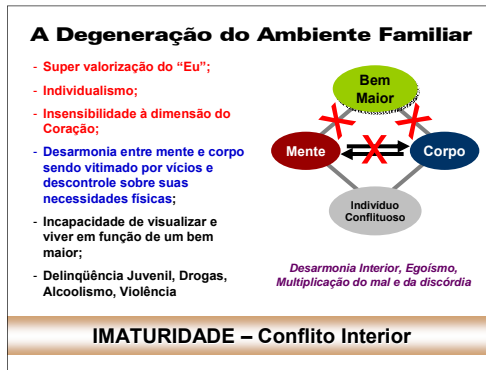 A Degeneração do Ambiente Familiar
- Super valorização do “Eu”;
- Individualismo;
- Insensibilidade à dimensão do
Coração;
- Desarmonia entre mente e corpo
sendo vitimado por vícios e
descontrole sobre suas
necessidades físicas;
- Incapacidade de visualizar e
viver em função de um bem
maior;
- Delinqüência Juvenil, Drogas,
Alcoolismo, Violência
Bem
Maior
Mente
Corpo
Indivíduo
Conflituoso
Desarmonia Interior, Egoísmo,
Multiplicação do mal e da discórdia
IMATURIDADE – Conflito Interior